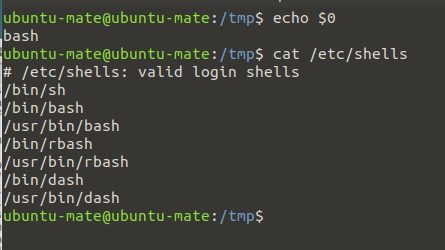 ubuntu-mate@ubuntu-mate:/tmp$ echo $0
bash
ubuntu-mate@ubuntu-mate:/tmp$ cat /etc/shells
# /etc/shells: valid login shells
/bin/sh
/bin/bash
/usr/bin/bash
/bin/rbash
/usr/bin/rbash
/bin/dash
/usr/bin/dash
ubuntu-mate@ubuntu-mate:/tmp$